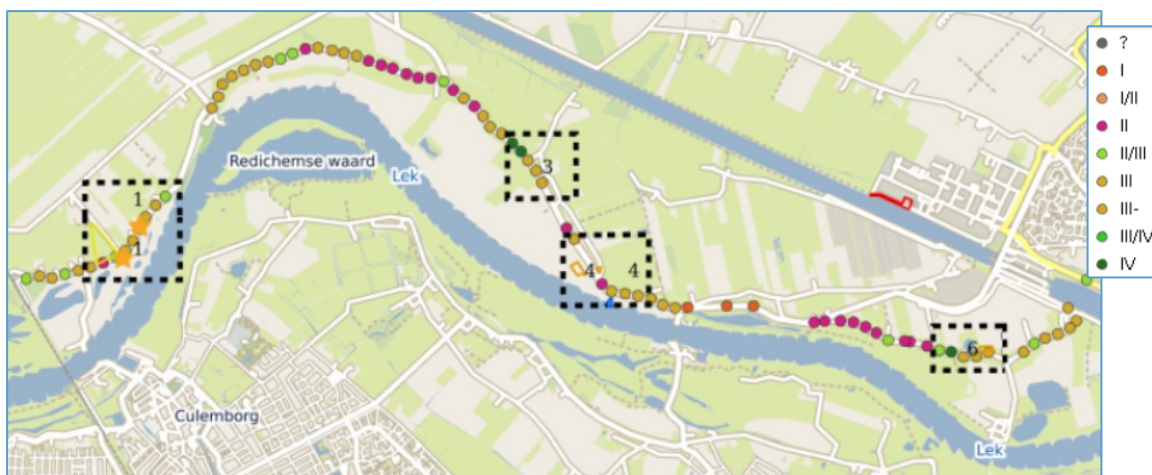 Redichemse waard
Lek
3
1
1
4
4
6
Culemborg
Lek
?
I
I/II
II
II/III
III
III-
III/IV
IV